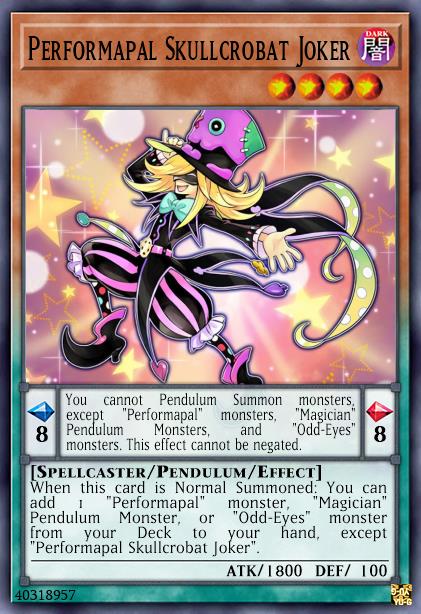 PERFORMAPAL SKULLCROBAT JOKER
DARK
闇
You cannot Pendulum Summon monsters,
except "Performapal" monsters, "Magician"
Pendulum Monsters, and "Odd-Eyes"
monsters. This effect cannot be negated.
8
8
[SPELLCASTER/PENDULUM/EFFECT]
When this card is Normal Summoned: You can
add 1 "Performapal" monster, "Magician"
Pendulum Monster, or "Odd-Eyes" monster
from your Deck to your hand, except
"Performapal Skullcrobat Joker".
ATK/1800 DEF/ 100
40318957